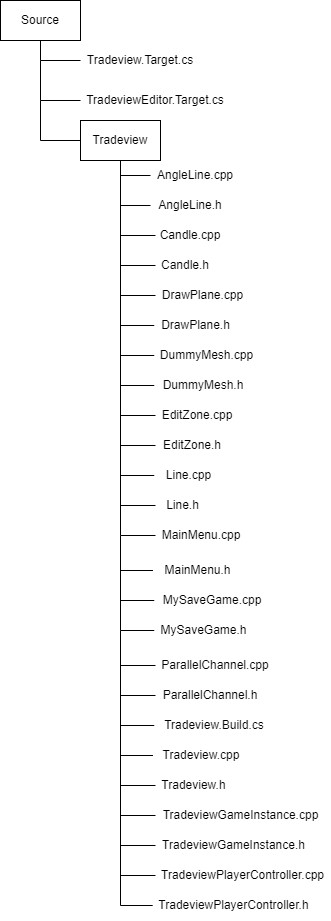 Source
Tradeview.Target.cs
TradeviewEditor.Target.cs
Tradeview
AngleLine.cpp
AngleLine.h
Candle.cpp
Candle.h
DrawPlane.cpp
DrawPlane.h
DummyMesh.cpp
DummyMesh.h
EditZone.cpp
EditZone.h
Line.cpp
Line.h
MainMenu.cpp
MainMenu.h
MySaveGame.cpp
MySaveGame.h
ParallelChannel.cpp
ParallelChannel.h
Tradeview.Build.cs
Tradeview.cpp
Tradeview.h
TradeviewGameInstance.cpp
TradeviewGameInstance.h
TradeviewPlayerController.cpp
TradeviewPlayerController.h